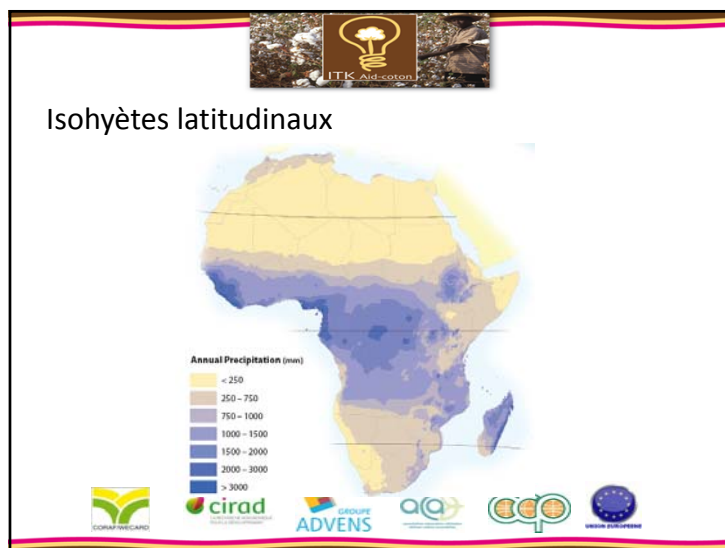 ITK Aid-coton
Isohyètes latitudinaux
Annual Precipitation (mm)
< 250
250 – 750
750 – 1000
1000 – 1500
1500 – 2000
2000 – 3000
> 3000
CORAF/WECARD
cirad
GROUPE
ADVENS
aca
UNION EUROPEENNE